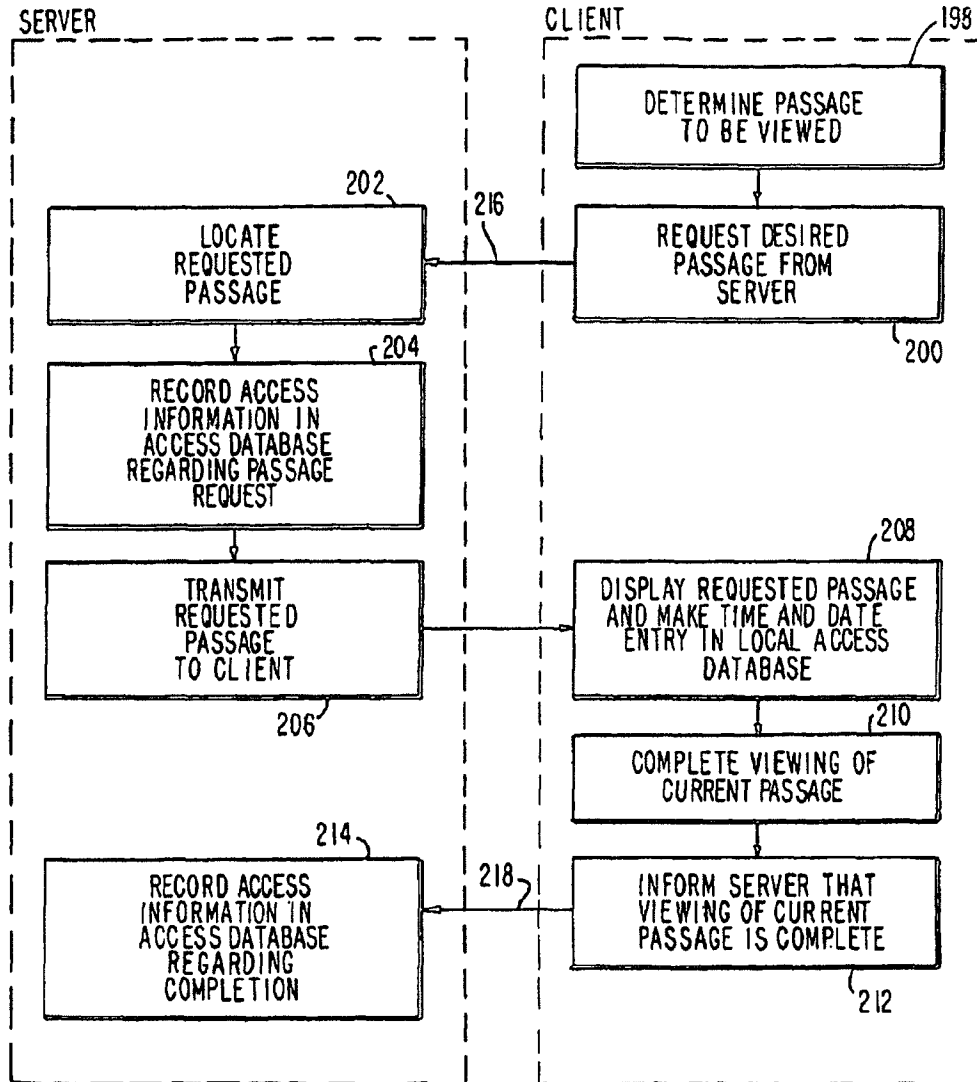 SERVER
CLIENT
198
DETERMINE PASSAGE
TO BE VIEWED
202
216
LOCATE
REQUESTED
PASSAGE
REQUEST DESIRED
PASSAGE FROM
SERVER
200
204
RECORD ACCESS
INFORMATION IN
ACCESS DATABASE
REGARDING PASSAGE
REQUEST
208
TRANSMIT
REQUESTED
PASSAGE
TO CLIENT
206
DISPLAY REQUESTED PASSAGE
AND MAKE TIME AND DATE
ENTRY IN LOCAL ACCESS
DATABASE
210
COMPLETE VIEWING OF
CURRENT PASSAGE
214
218
RECORD ACCESS
INFORMATION IN
ACCESS DATABASE
REGARDING
COMPLETION
INFORM SERVER THAT
VIEWING OF CURRENT
PASSAGE IS COMPLETE
212